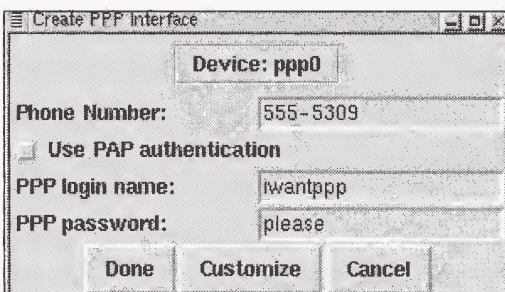 Create PPP Interface
Device: ppp0
Phone Number: 555-5309
Use PAP authentication
PPP login name: iwantppp
PPP password: please
Done Customize Cancel